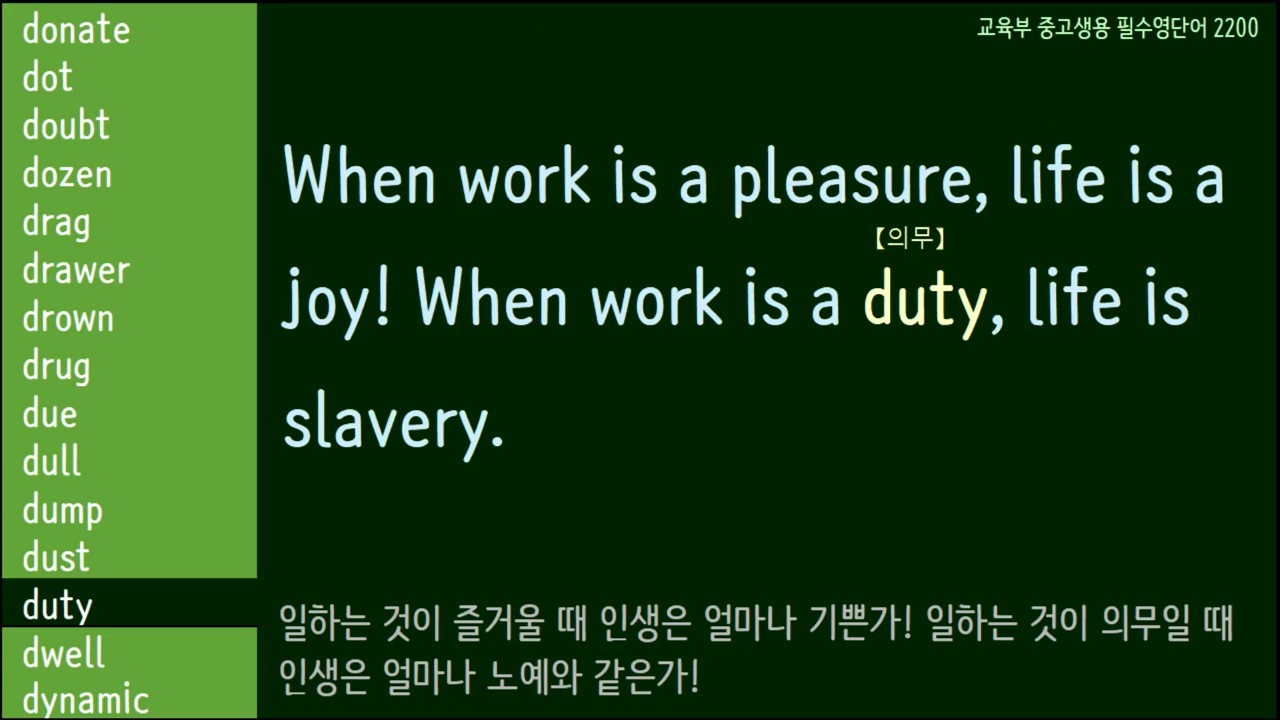 donate
dot
doubt
dozen
drag
drawer
drown
drug
due
dull
dump
dust
duty
dwell
dynamic
교육부 중고생용 필수영단어 2200
When work is a pleasure, life is a
【의무】
joy! When work is a duty, life is
slavery.
일하는 것이 즐거울 때 인생은 얼마나 기쁜가! 일하는 것이 의무일 때
인생은 얼마나 노예와 같은가!